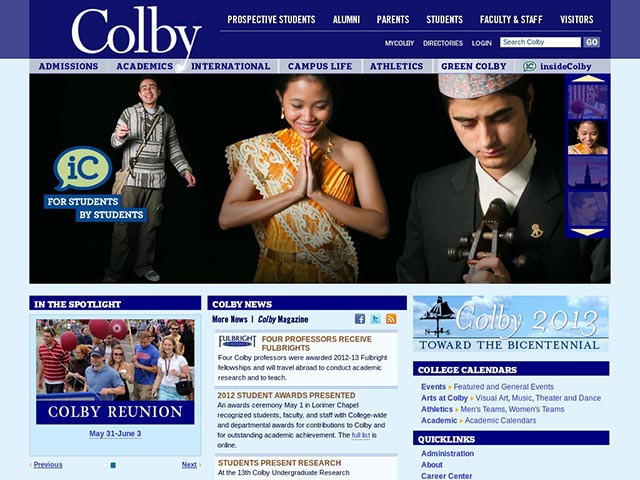 Colby
PROSPECTIVE STUDENTS ALUMNI PARENTS STUDENTS FACULTY & STAFF VISITORS
MYCOLBY DIRECTORIES LOGIN Search Colby GO
ADMISSIONS ACADEMICS INTERNATIONAL CAMPUS LIFE ATHLETICS GREEN COLBY iC insideColby
iC
FOR STUDENTS
BY STUDENTS
IN THE SPOTLIGHT
COLBY REUNION
May 31-June 3
Previous Next
COLBY NEWS
More News | Colby Magazine
FULBRIGHT
FOUR PROFESSORS RECEIVE
FULBRIGHTS
Four Colby professors were awarded 2012-13 Fulbright
fellowships and will travel abroad to conduct academic
research and to teach.
2012 STUDENT AWARDS PRESENTED
An awards ceremony May 1 in Lorimer Chapel
recognized students, faculty, and staff with College-wide
and departmental awards for contributions to Colby and
for outstanding academic achievement. The full list is
online.
STUDENTS PRESENT RESEARCH
At the 13th Colby Undergraduate Research
N S
Colby 2013
TOWARD THE BICENTENNIAL
COLLEGE CALENDARS
Events Featured and General Events
Arts at Colby Visual Art, Music, Theater and Dance
Athletics Men's Teams, Women's Teams
Academic Academic Calendars
QUICKLINKS
Administration
About
Career Center